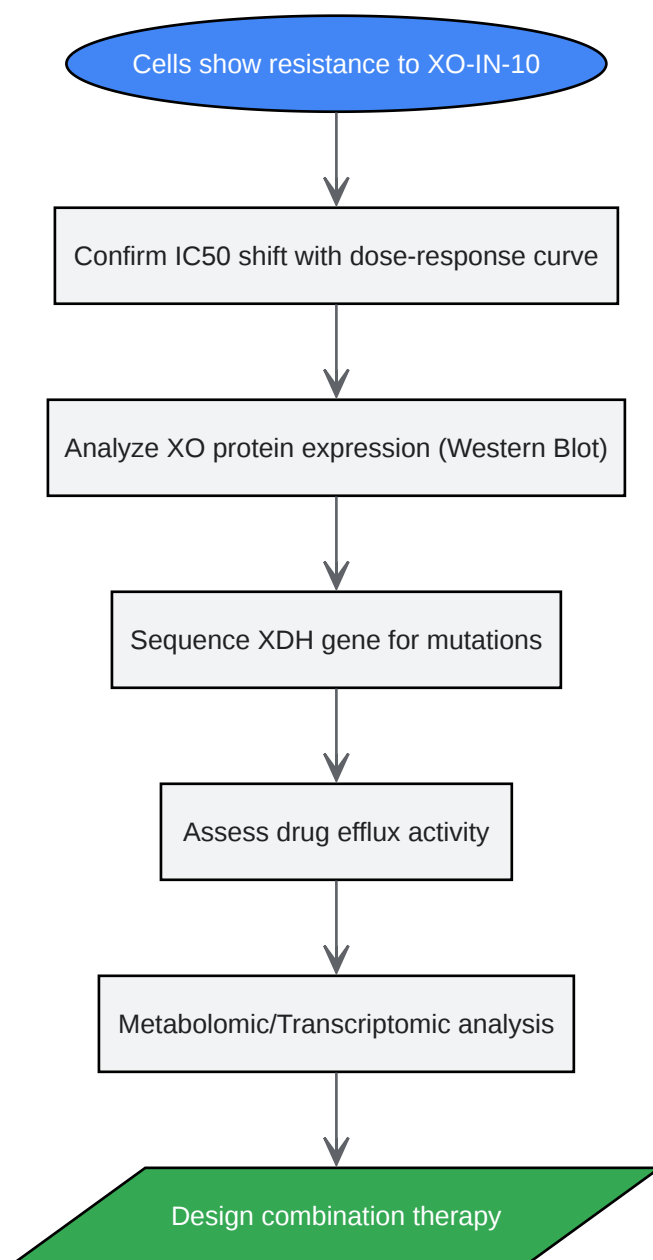 Cells show resistance to XO-IN-10
Confirm IC50 shift with dose-response curve
Analyze XO protein expression (Western Blot)
Sequence XDH gene for mutations
Assess drug efflux activity
Metabolomic/Transcriptomic analysis
Design combination therapy